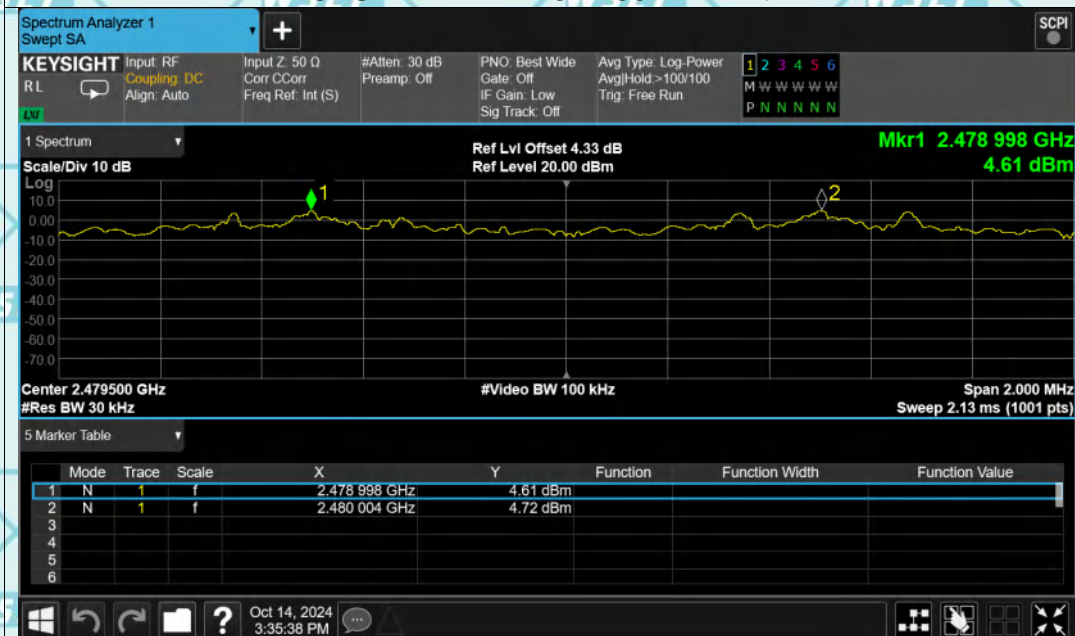 Spectrum Analyzer 1
Swept SA
+
SCPI
KEYSIGHT Input: RF Input Z: 50 Ω #Atten: 30 dB PNO: Best Wide Avg Type: Log-Power 1 2 3 4 5 6
RL Coupling: DC Corr CCorr Preamp: Off Gate: Off Avg|Hold:>100/100 M W W W W W W
Align: Auto Freq Ref: Int (S) IF Gain: Low Trig: Free Run P N N N N N N
LXI Sig Track: Off
1 Spectrum Ref Lvl Offset 4.33 dB Mkr1 2.478 998 GHz
Scale/Div 10 dB Ref Level 20.00 dBm 4.61 dBm
Log
10.0
0.00
-10.0
-20.0
-30.0
-40.0
-50.0
-60.0
-70.0
1
2
Center 2.479500 GHz #Video BW 100 kHz Span 2.000 MHz
#Res BW 30 kHz Sweep 2.13 ms (1001 pts)
5 Marker Table
Mode Trace Scale X Y Function Function Width Function Value
1 N 1 f 2.478 998 GHz 4.61 dBm
2 N 1 f 2.480 004 GHz 4.72 dBm
3
4
5
6
? Oct 14, 2024
3:35:38 PM